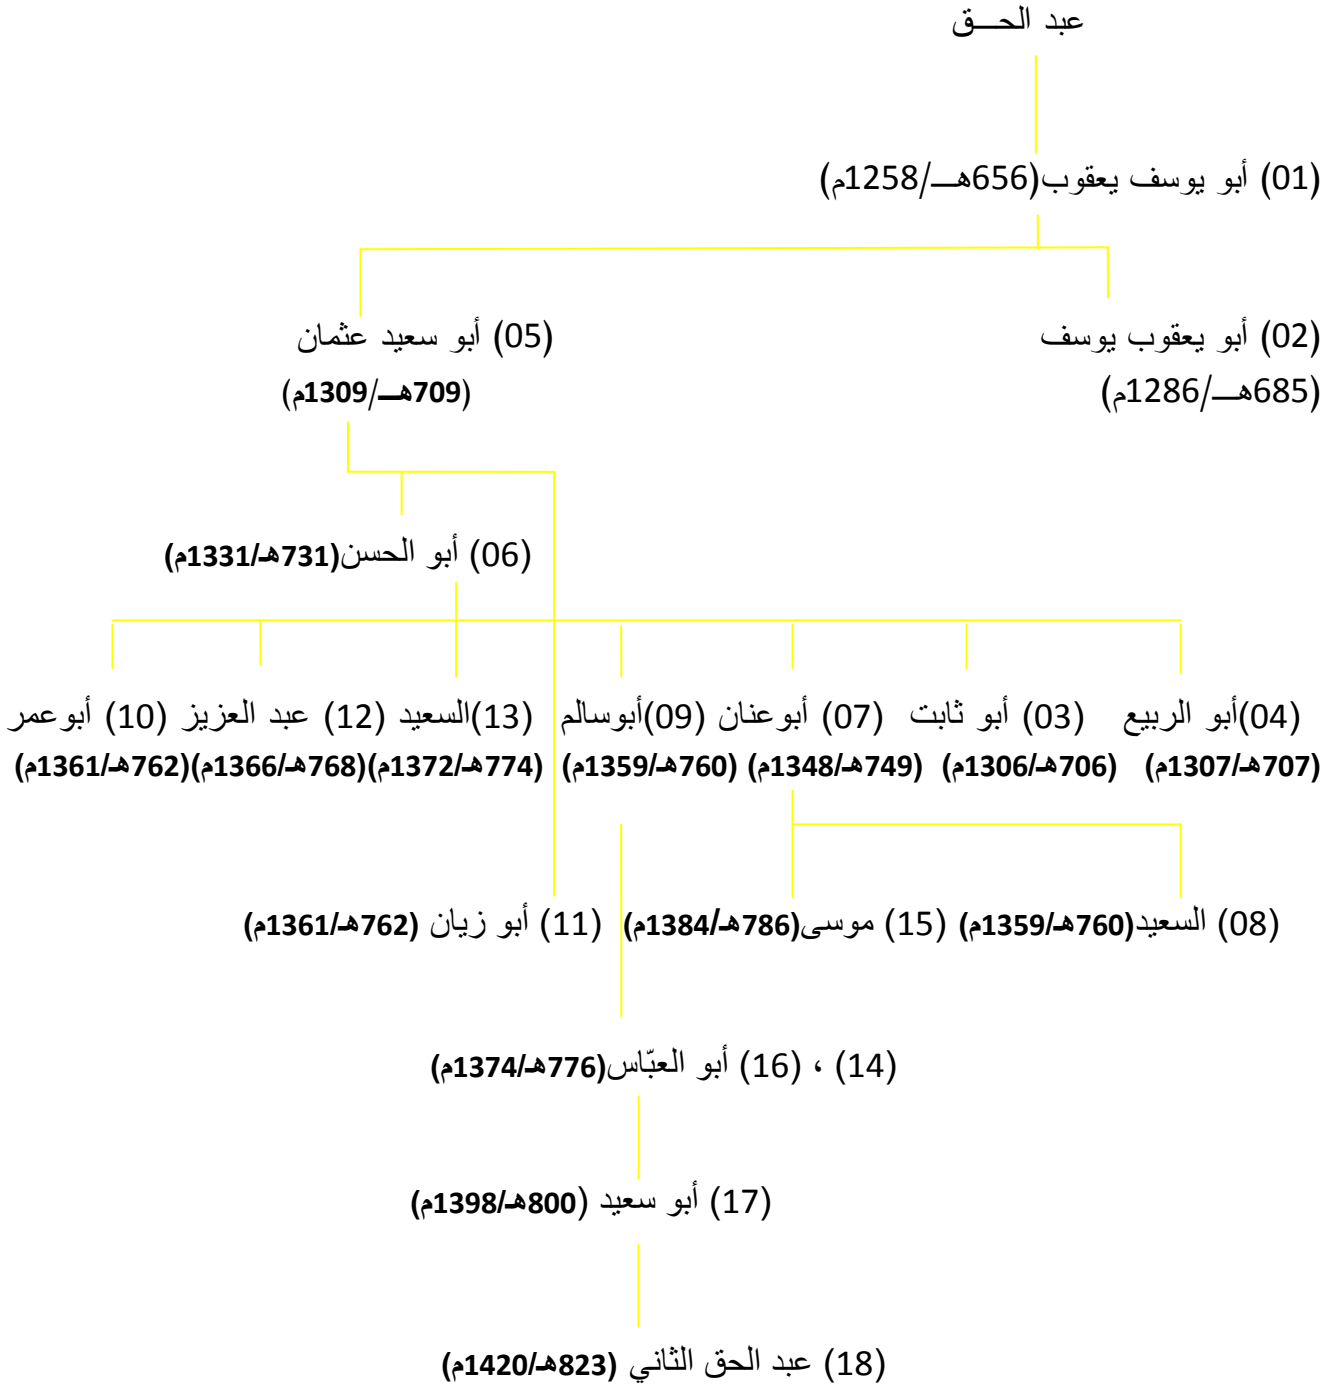 عبد الحـــق
(01) أبو يوسف يعقوب(656هـــ/1258م)
(02) أبو يعقوب يوسف (05) أبو سعيد عثمان
(685هـــ/1286م) (709هـــ/1309م)
(06) أبو الحسن(731هـ/1331م)
(04)أبو الربيع (03) أبو ثابت (07) أبوعنان (09)أبوسالم (13)السعيد (12) عبد العزيز (10) أبوعمر
(707هـ/1307م) (706هـ/1306م) (749هـ/1348م) (760هـ/1359م) (774هـ/1372م)(768هـ/1366م)(762هـ/1361م)
(08) السعيد(760هـ/1359م) (15) موسى(786هـ/1384م) (11) أبو زيان (762هـ/1361م)
(14) ، (16) أبو العبّاس(776هـ/1374م)
(17) أبو سعيد (800هـ/1398م)
(18) عبد الحق الثاني (823هـ/1420م)